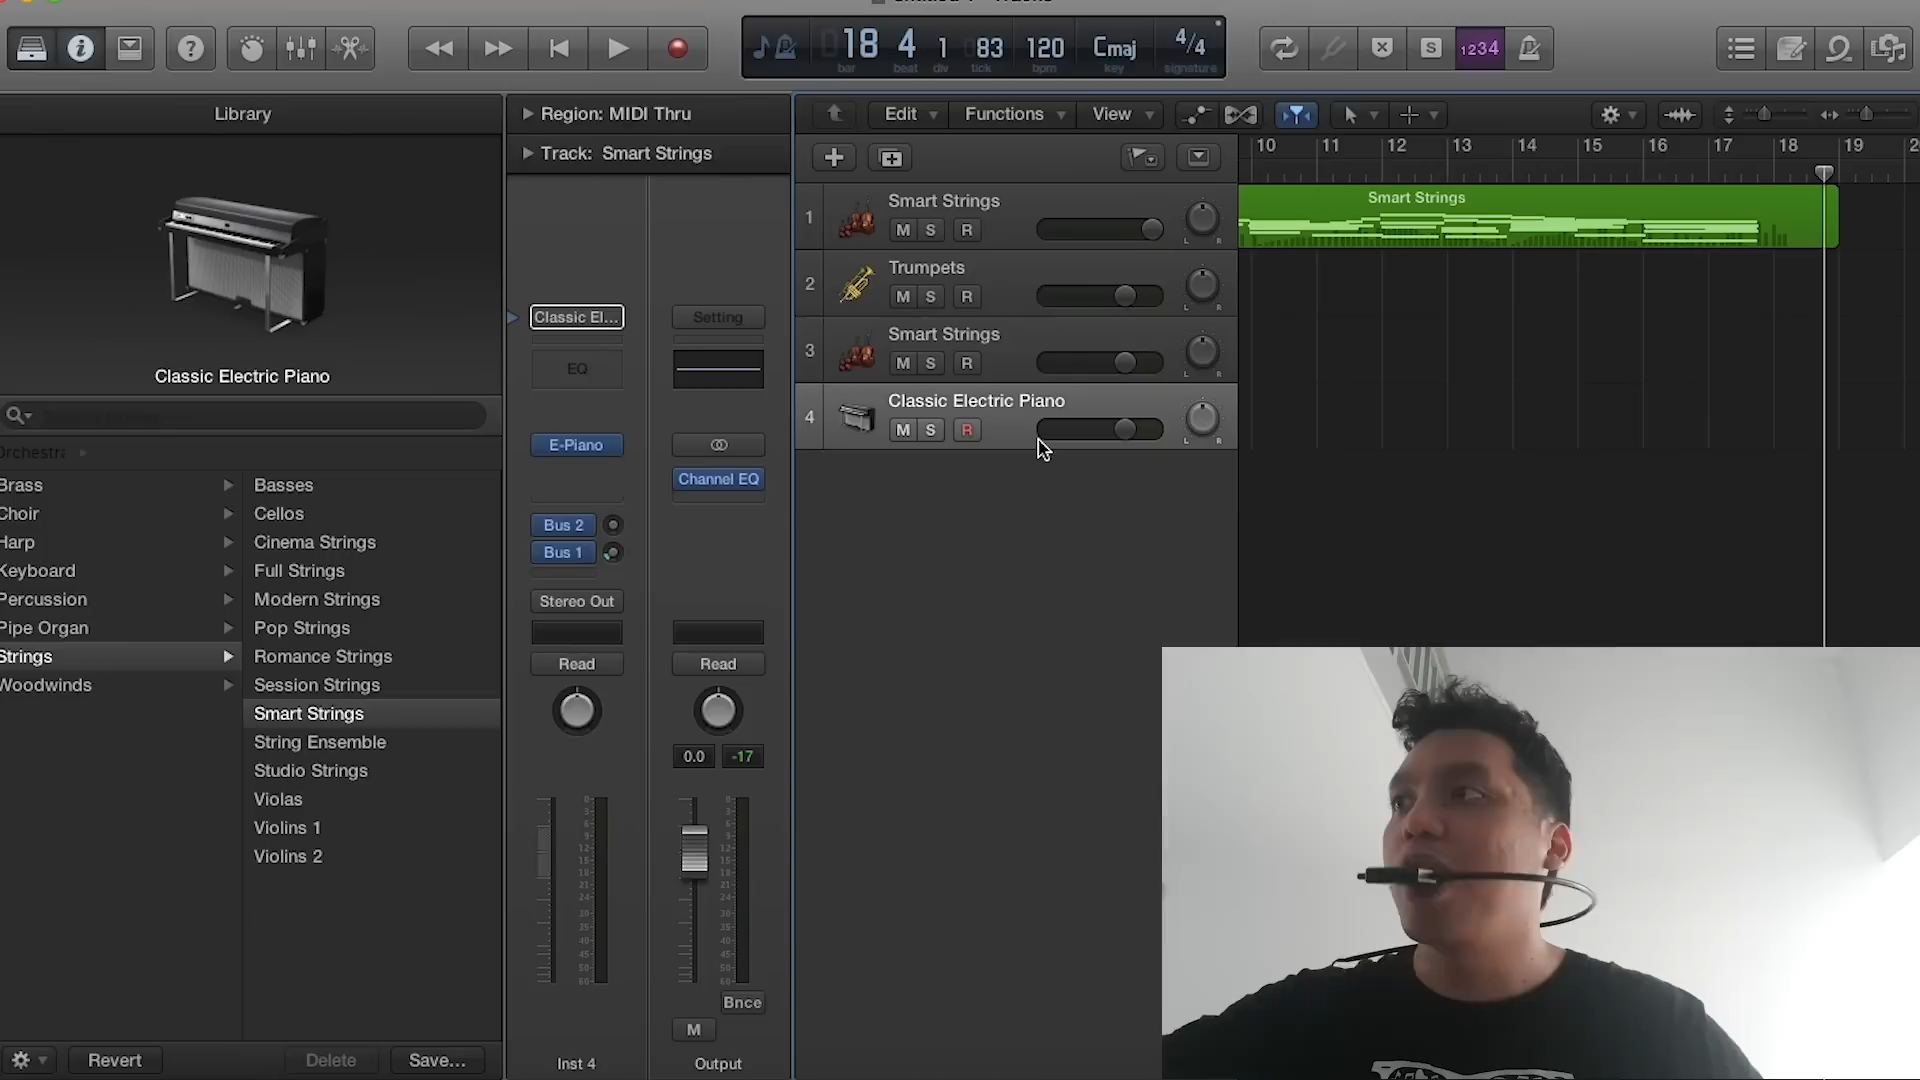 18 4 1 83 120 Cmaj 4/4
bar beat div tick bpm key signature
1234
S
Library
Region: MIDI Thru
Track: Smart Strings
Edit
Functions
View
10 11 12 13 14 15 16 17 18 19
Classic Electric Piano
Brass
Choir
Harp
Keyboard
Percussion
Pipe Organ
Strings
Woodwinds
Basses
Cellos
Cinema Strings
Full Strings
Modern Strings
Pop Strings
Romance Strings
Session Strings
Smart Strings
String Ensemble
Studio Strings
Violas
Violins 1
Violins 2
Revert
Delete
Save...
Classic El...
EQ
E-Piano
Bus 2
Bus 1
Stereo Out
Read
Inst 4
Setting
Channel EQ
Read
0.0 -17
Bnce
M
Output
1 Smart Strings
M S R
2 Trumpets
M S R
3 Smart Strings
M S R
4 Classic Electric Piano
M S R
Smart Strings